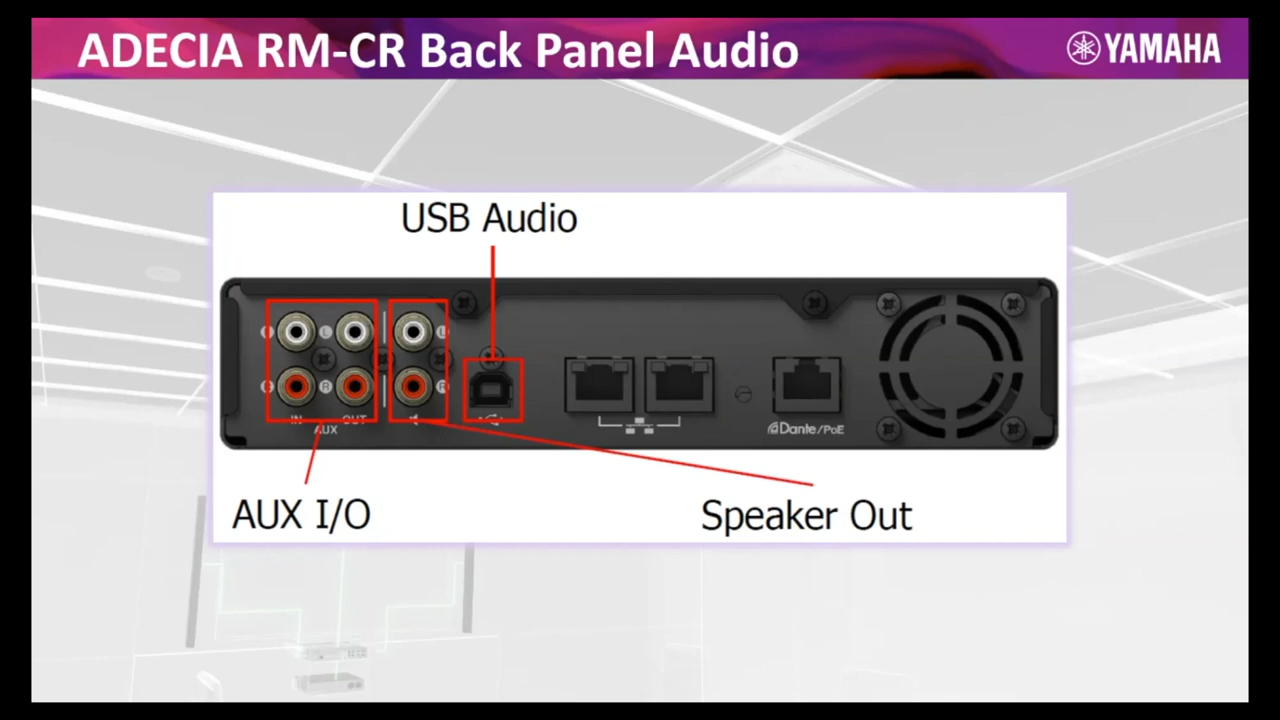 ADECIA RM-CR Back Panel Audio
YAMAHA
USB Audio
L L
R R
IN OUT
AUX
Dante/PoE
AUX I/O
Speaker Out